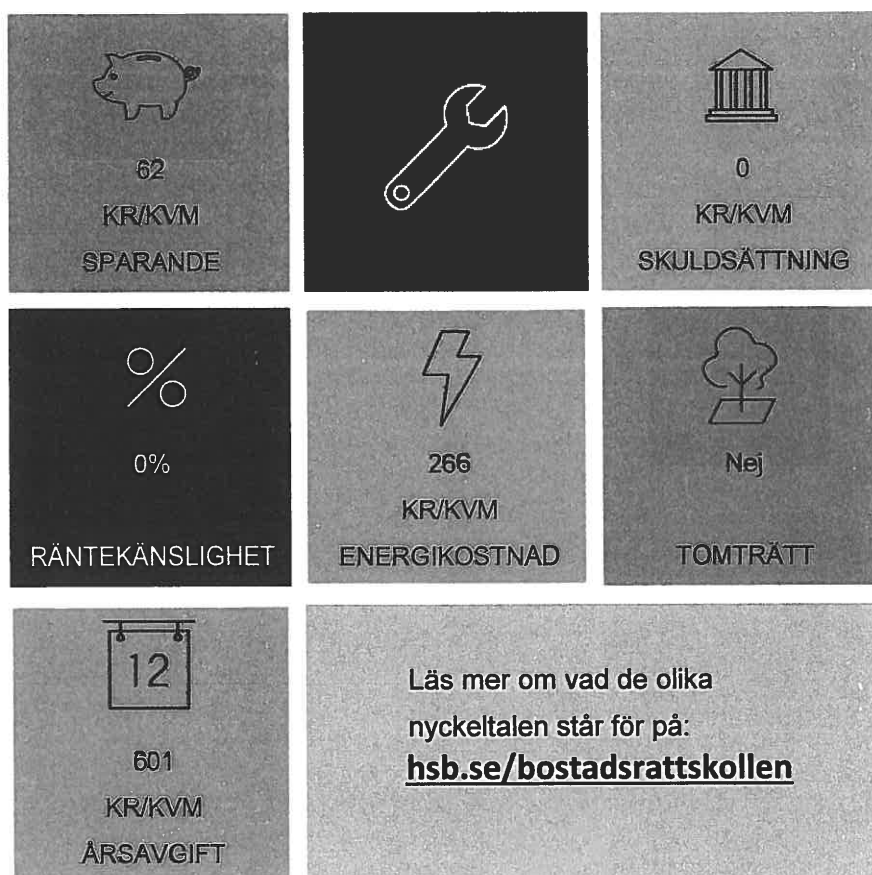 62
KR/KVM
SPARANDE
0
KR/KVM
SKULDSÄTTNING
0%
RÄNTEKÄNSLIGHET
266
KR/KVM
ENERGIKOSTNAD
Nej
TOMTRÄTT
12
601
KR/KVM
ÅRSAVGIFT
Läs mer om vad de olika
nyckeltalen står för på:
hsb.se/bostadsrattskollen